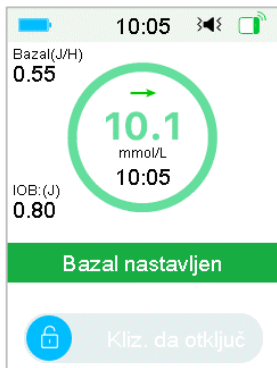 10:05
Bazal(J/H)
0.55
10.1
mmol/L
10:05
IOB:(J)
0.80
Bazal nastavljen
Kliz. da otključ